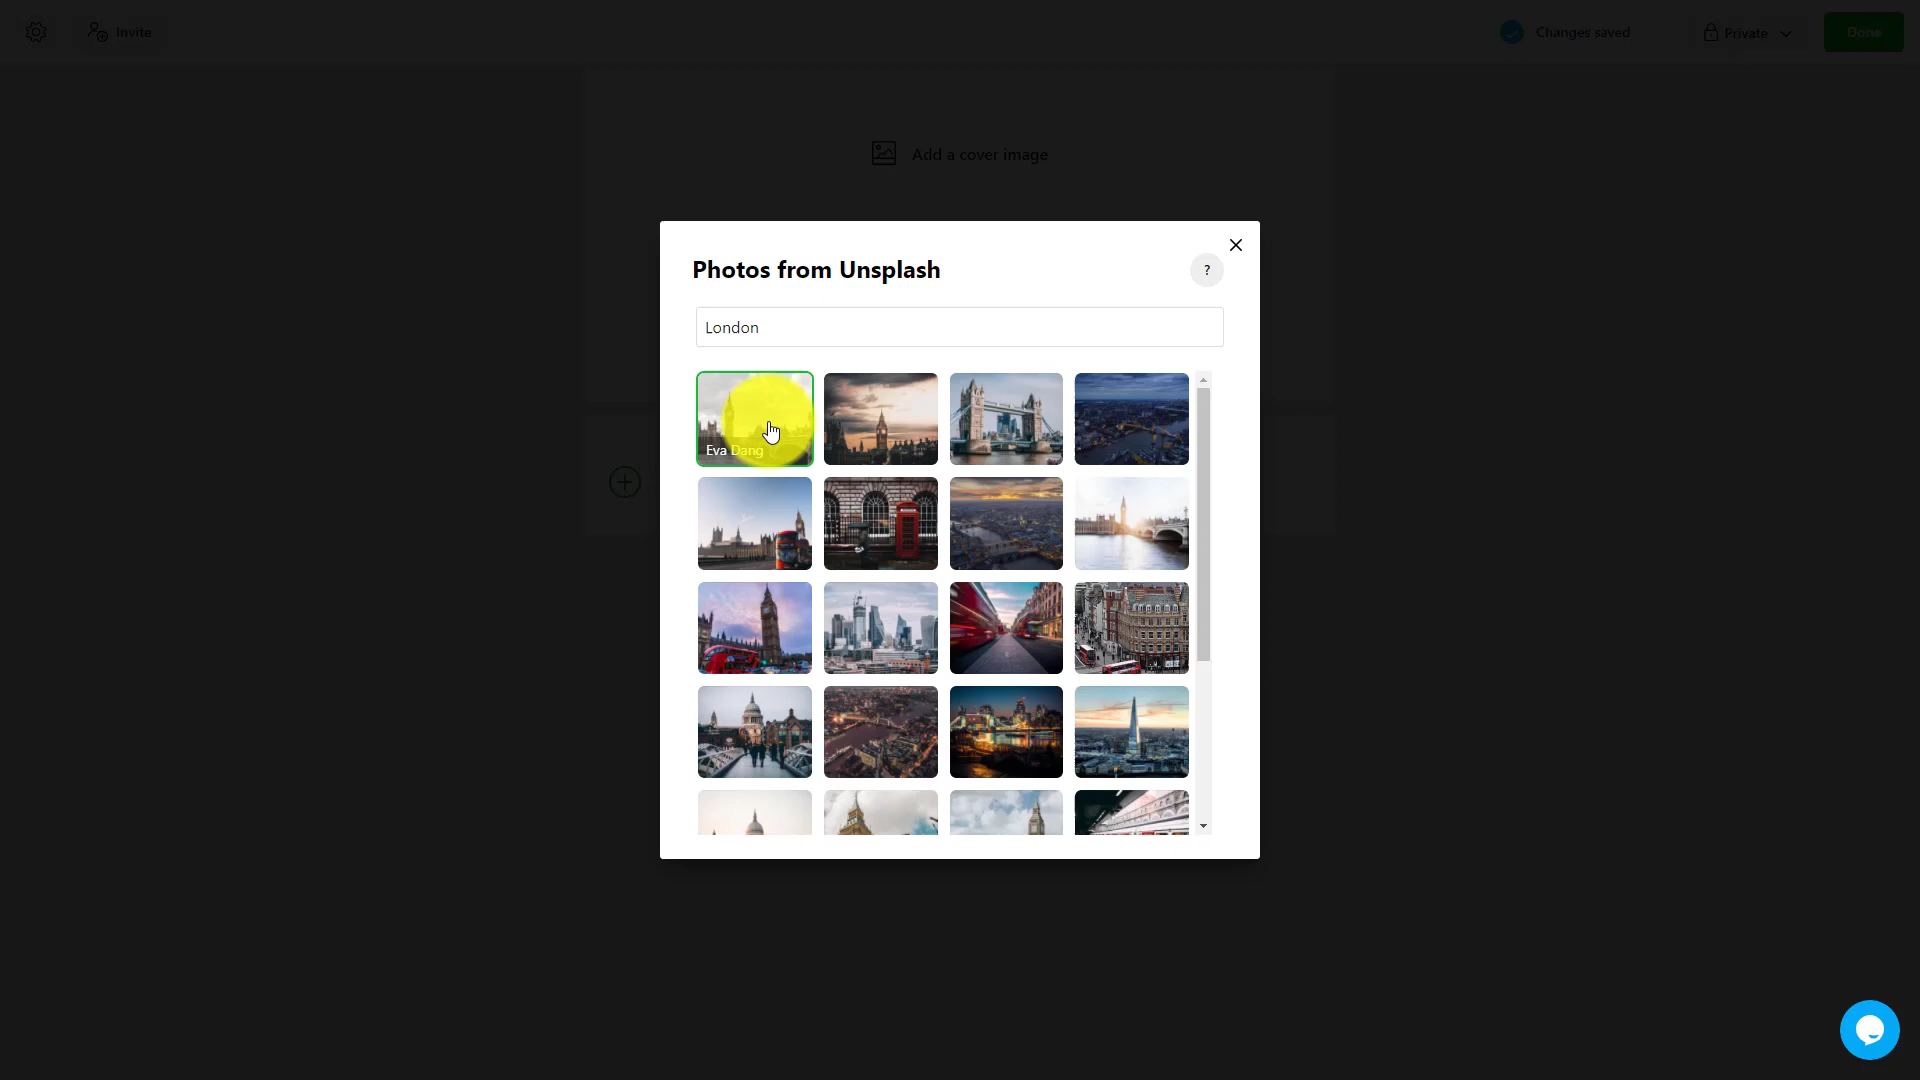 Invite
Changes saved
Private
Done
Add a cover image
Photos from Unsplash
?
London
Eva Dang